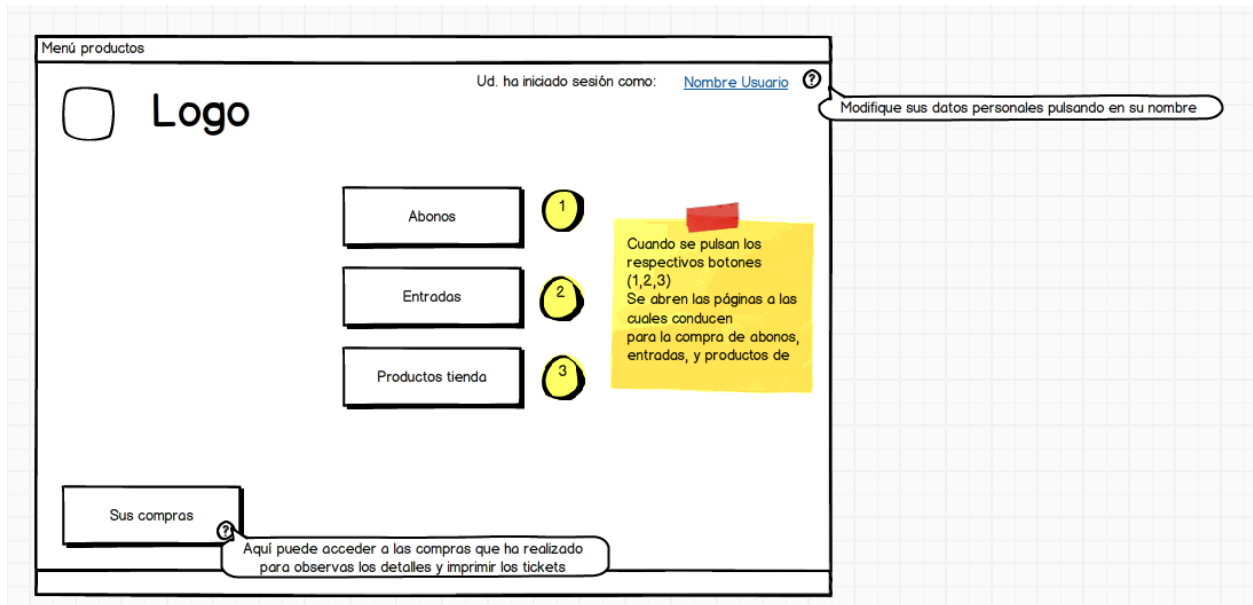 Menú productos
Ud. ha iniciado sesión como: Nombre Usuario ?
Modifique sus datos personales pulsando en su nombre
Logo
Abonos 1
Entradas 2
Productos tienda 3
Cuando se pulsan los
respectivos botones
(1,2,3)
Se abren las páginas a las
cuales conducen
para la compra de abonos,
entradas, y productos de
Sus compras
?
Aquí puede acceder a las compras que ha realizado
para observas los detalles y imprimir los tickets